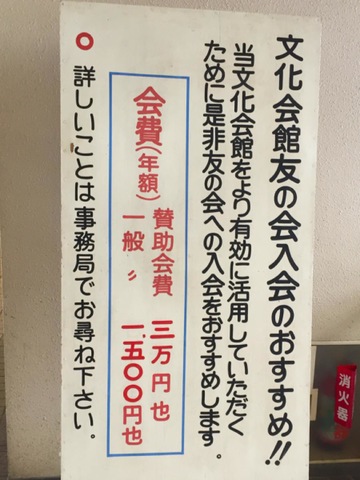 文化会館友の会入会のおすすめ!!
当文化会館をより有効に活用していただく
ために是非友の会への入会をおすすめします。
会費(年額)
賛助会費 三万円也
一般 〃 一、五〇〇円也
○ 詳しいことは事務局でお尋ね下さい。
消火器